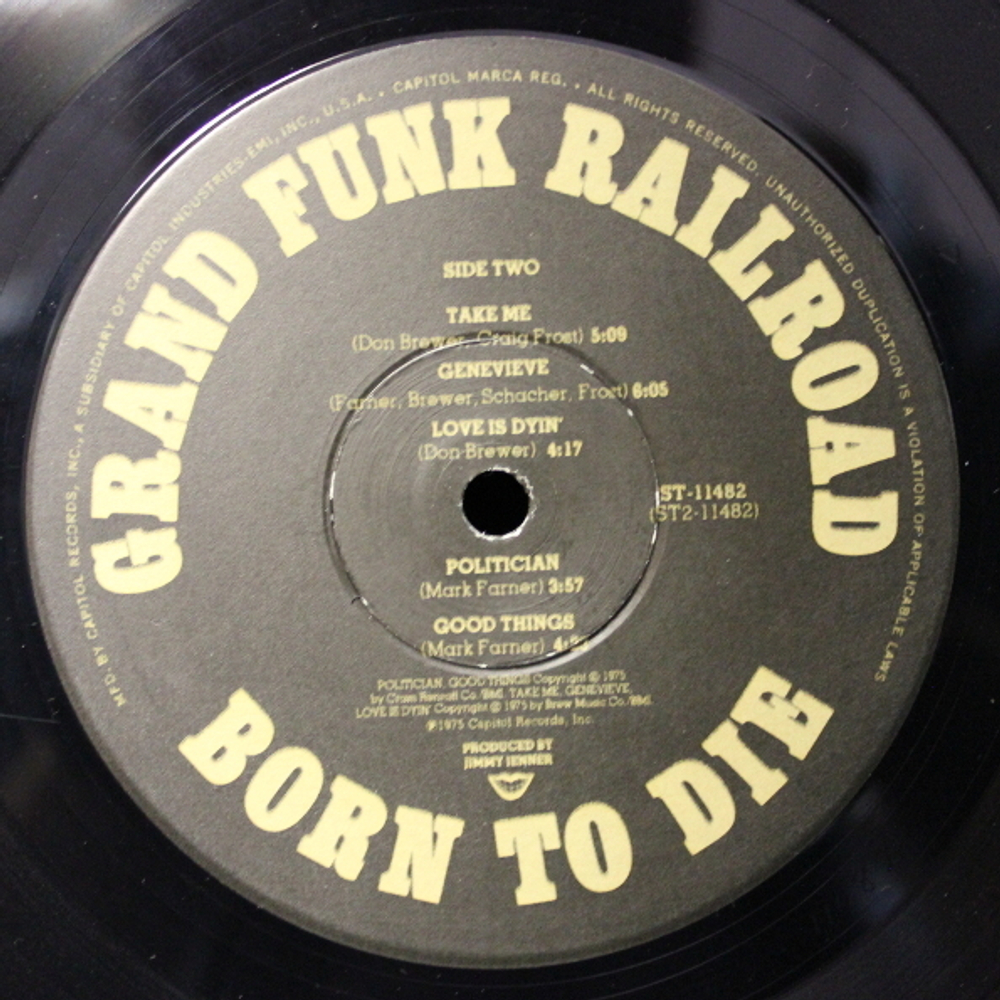 MFD. BY CAPITOL RECORDS, INC., A SUBSIDIARY OF CAPITOL INDUSTRIES-EMI, INC., U.S.A. • CAPITOL MARCA REG. • ALL RIGHTS RESERVED. UNAUTHORIZED DUPLICATION IS A VIOLATION OF APPLICABLE LAWS
GRAND FUNK RAILROAD
SIDE TWO
TAKE ME
(Don Brewer, Craig Frost) 5:09
GENEVIEVE
(Farner, Brewer, Schacher, Frost) 6:05
LOVE IS DYIN'
(Don Brewer) 4:17
ST-11482
(ST2-11482)
POLITICIAN
(Mark Farner) 3:57
GOOD THINGS
(Mark Farner)
POLITICIAN, GOOD THINGS Copyright © 1975
by Cram Renraff Co./BMI. TAKE ME, GENEVIEVE,
LOVE IS DYIN' Copyright © 1975 by Brew Music Co./BMI.
℗1975 Capitol Records, Inc.
PRODUCED BY
JIMMY IENNER
BORN TO DIE